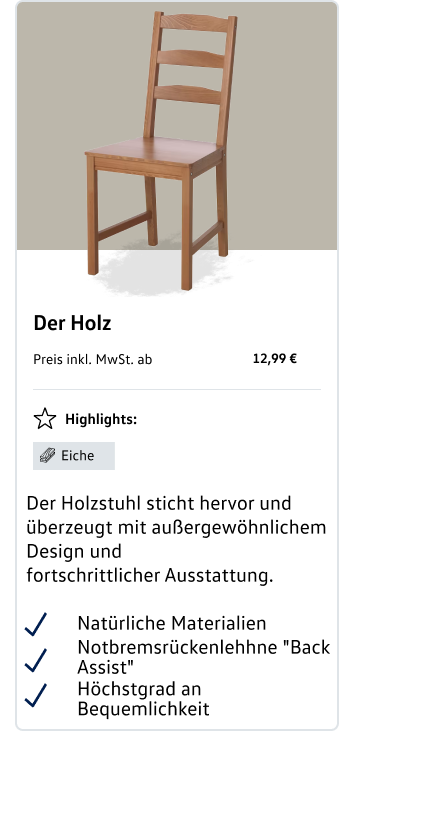 Der Holz
Preis inkl. MwSt. ab 12,99 €
Highlights:
Eiche
Der Holzstuhl sticht hervor und
überzeugt mit außergewöhnlichem
Design und
fortschrittlicher Ausstattung.
Natürliche Materialien
Notbremsrückenlehhne "Back
Assist"
Höchstgrad an
Bequemlichkeit